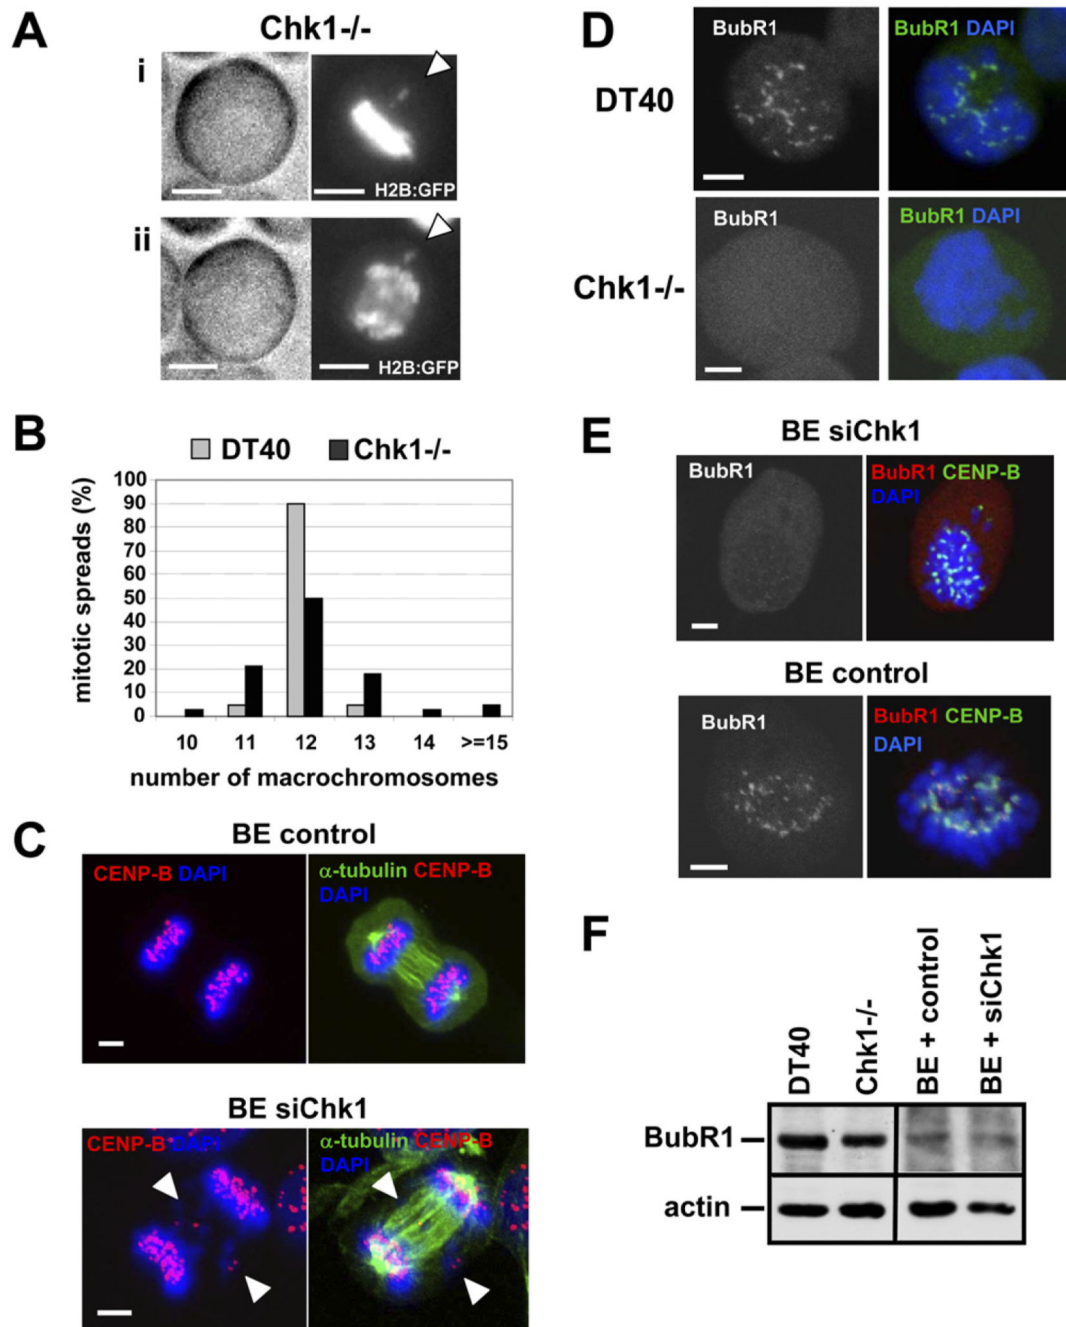 A
Chk1-/-
i
H2B:GFP
ii
H2B:GFP
B
DT40 Chk1-/-
mitotic spreads (%)
100
90
80
70
60
50
40
30
20
10
0
10 11 12 13 14 >=15
number of macrochromosomes
C
BE control
CENP-B DAPI
α-tubulin CENP-B
DAPI
BE siChk1
CENP-B DAPI
α-tubulin CENP-B
DAPI
D
DT40
BubR1
BubR1 DAPI
Chk1-/-
BubR1
BubR1 DAPI
E
BE siChk1
BubR1
BubR1 CENP-B
DAPI
BE control
BubR1
BubR1 CENP-B
DAPI
F
DT40
Chk1-/-
BE + control
BE + siChk1
BubR1
actin